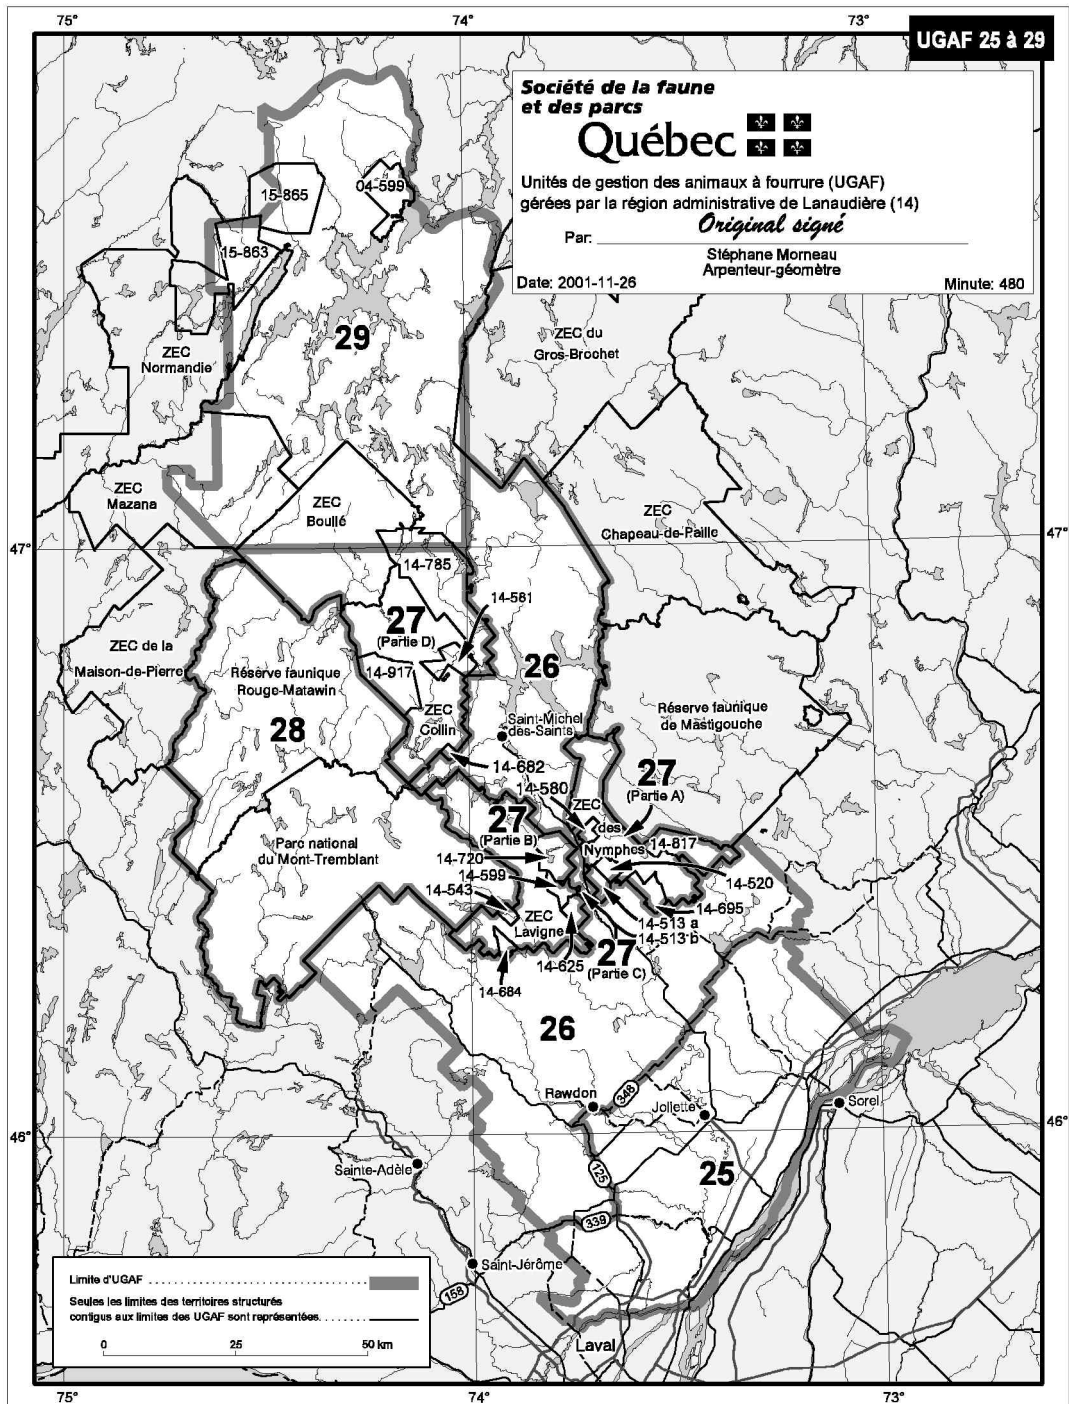 75°
74°
73°
UGAF 25 à 29
Société de la faune
et des parcs
Québec
Unités de gestion des animaux à fourrure (UGAF)
gérées par la région administrative de Lanaudière (14)
Original signé
Par:
Stéphane Morneau
Arpenteur-géomètre
Date: 2001-11-26
Minute: 480
04-599
15-865
15-863
29
ZEC
Normandie
ZEC du
Gros-Brochet
ZEC
Mazana
ZEC
Boullé
ZEC
Chapeau-de-Paille
47°
47°
14-785
14-581
27
(Partie D)
ZEC de la
Maison-de-Pierre
14-917
26
Réserve faunique
Rouge-Matawin
28
ZEC
Collin
Saint-Michel
des-Saints
Réserve faunique
de Mastigouche
14-682
14-580
27
(Partie A)
ZEC
des
Nymphes
27
(Partie B)
14-817
Parc national
du Mont-Tremblant
14-720
14-599
14-543
14-520
14-695
ZEC
Lavigne
14-513 a
14-513 b
27
(Partie C)
14-625
14-684
26
Rawdon
348
Joliette
Sorel
46°
46°
Sainte-Adèle
125
25
339
Saint-Jérôme
158
Laval
Limite d'UGAF
Seules les limites des territoires structurés
contigus aux limites des UGAF sont représentées
0
25
50 km
75°
74°
73°